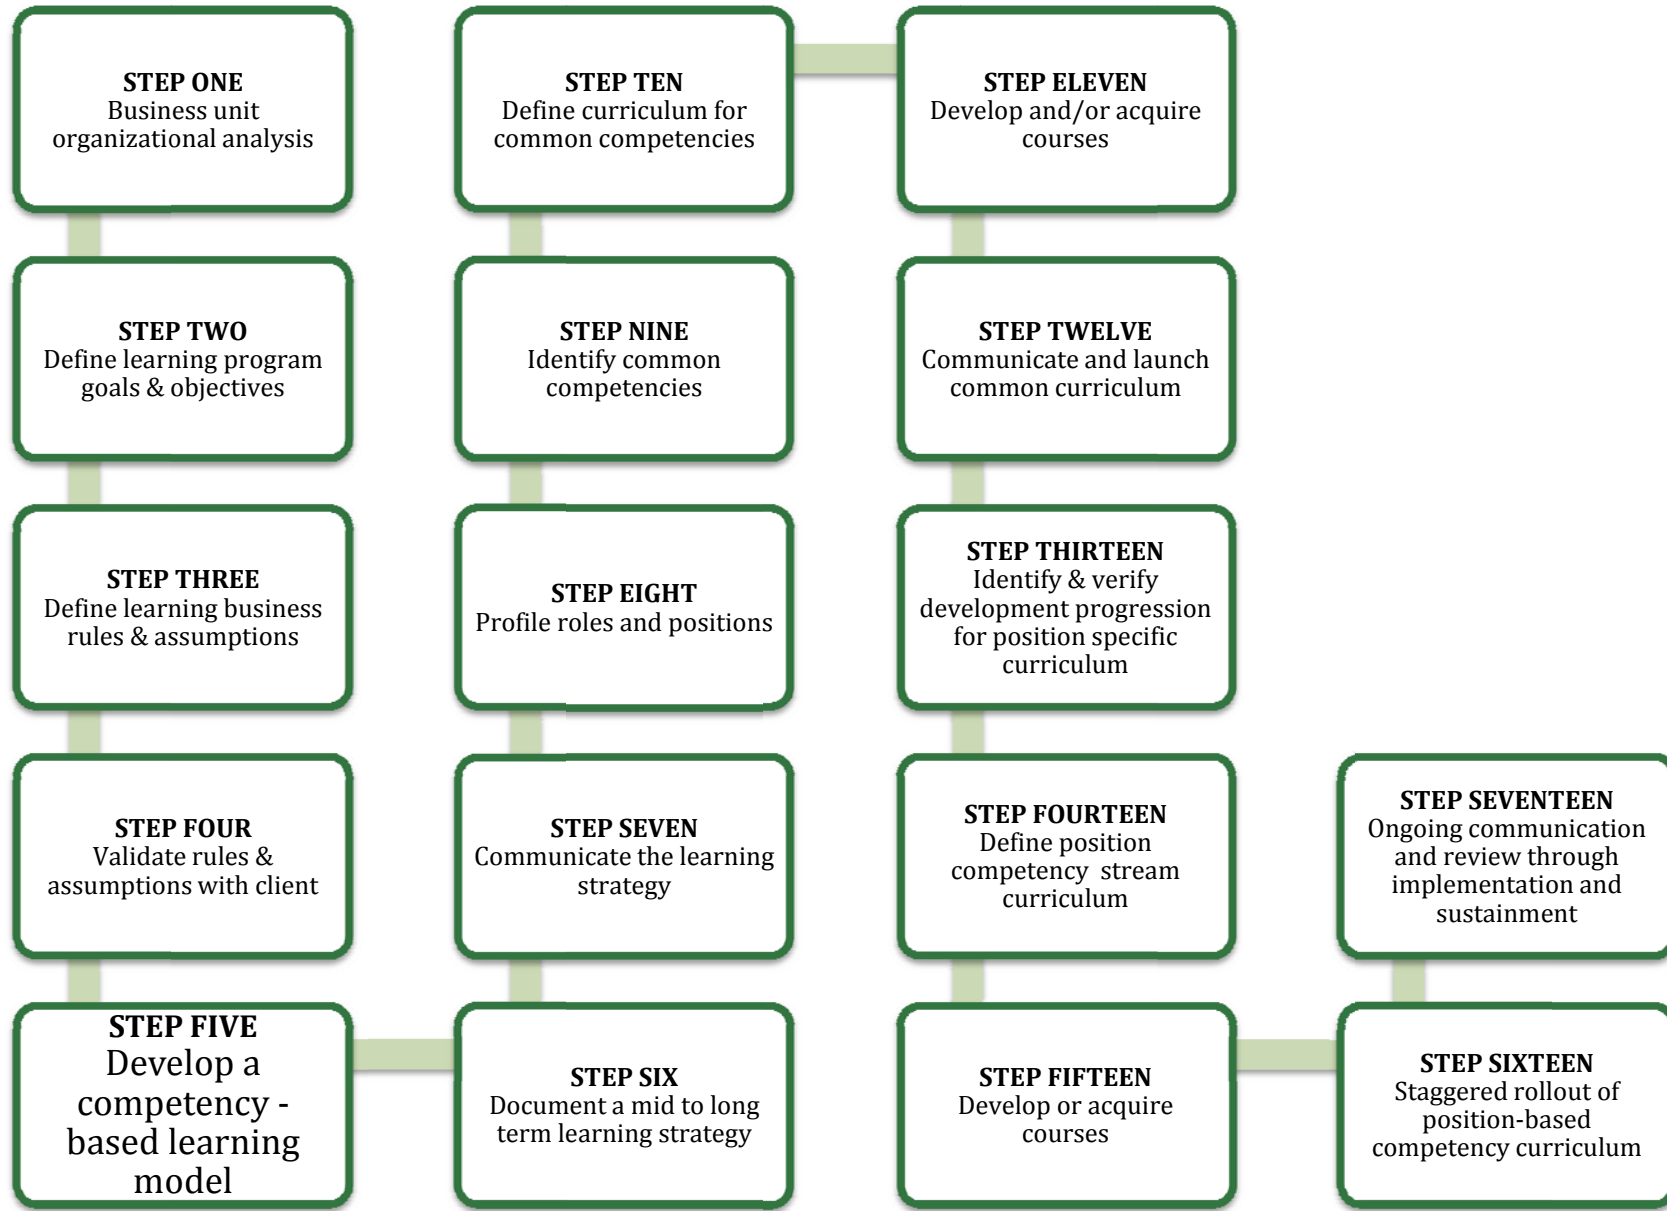 STEP ONE
Business unit
organizational analysis
STEP TWO
Define learning program
goals & objectives
STEP THREE
Define learning business
rules & assumptions
STEP FOUR
Validate rules &
assumptions with client
STEP FIVE
Develop a
competency -
based learning
model
STEP SIX
Document a mid to long
term learning strategy
STEP SEVEN
Communicate the learning
strategy
STEP EIGHT
Profile roles and positions
STEP NINE
Identify common
competencies
STEP TEN
Define curriculum for
common competencies
STEP ELEVEN
Develop and/or acquire
courses
STEP TWELVE
Communicate and launch
common curriculum
STEP THIRTEEN
Identify & verify
development progression
for position specific
curriculum
STEP FOURTEEN
Define position
competency  stream
curriculum
STEP FIFTEEN
Develop or acquire
courses
STEP SIXTEEN
Staggered rollout of
position-based
competency curriculum
STEP SEVENTEEN
Ongoing communication
and review through
implementation and
sustainment